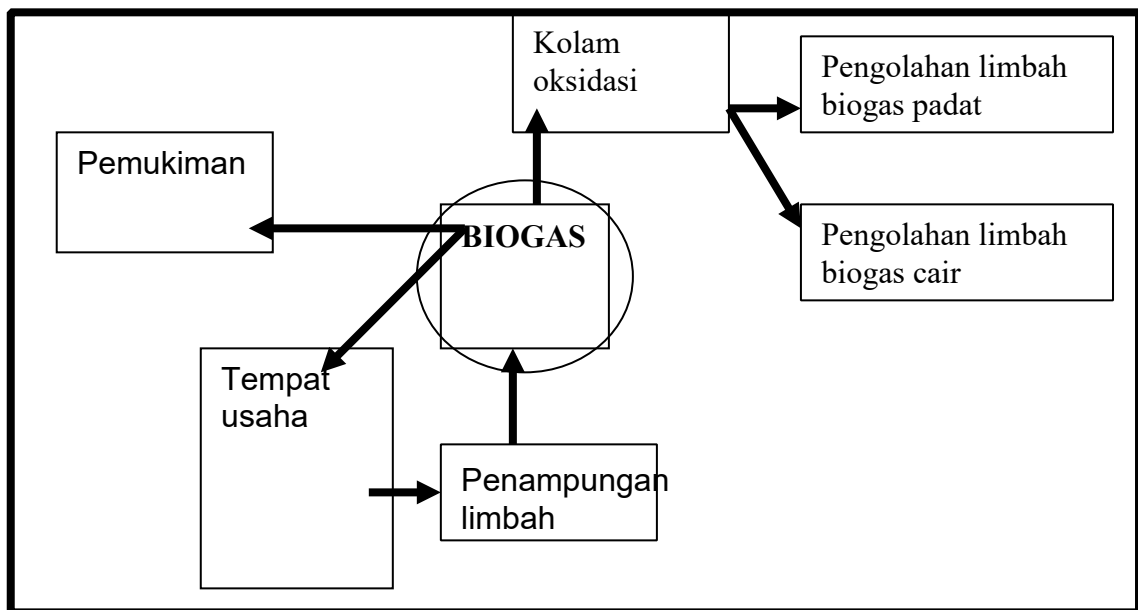 Kolam
oksidasi
Pengolahan limbah
biogas padat
Pemukiman
BIOGAS
Pengolahan limbah
biogas cair
Tempat
usaha
Penampungan
limbah